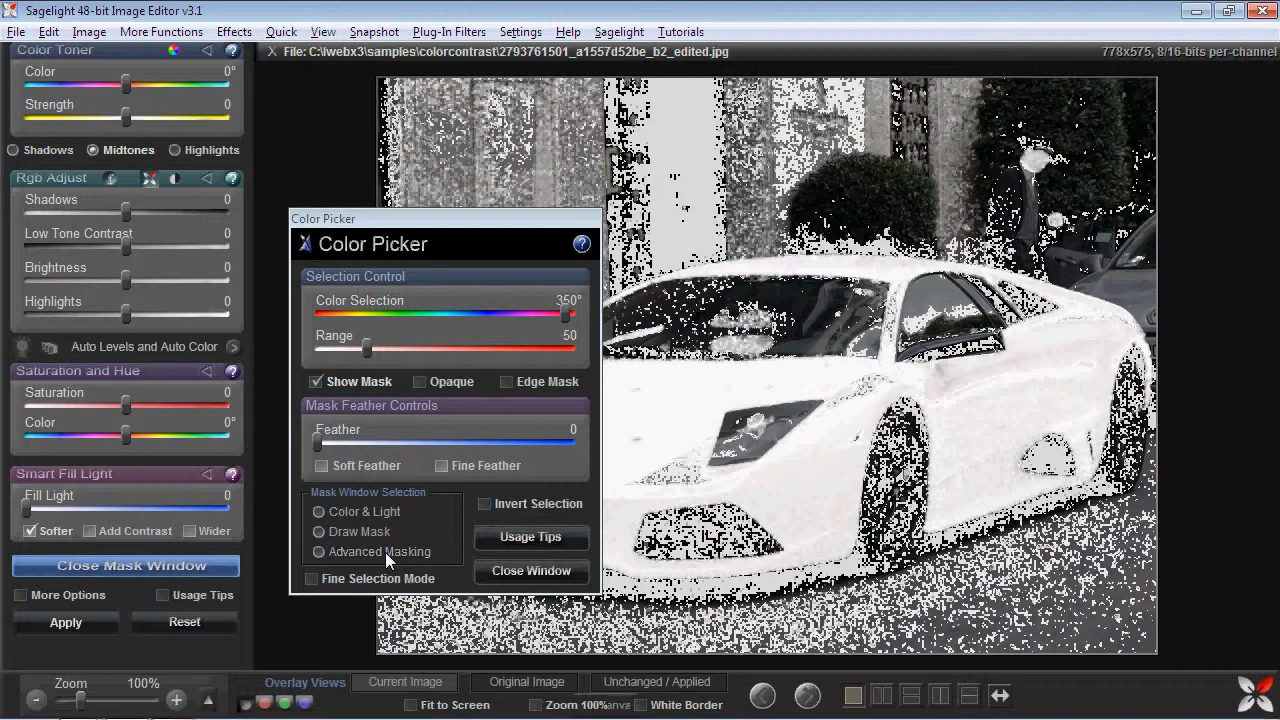 Sagelight 48-bit Image Editor v3.1
File Edit Image More Functions Effects Quick View Snapshot Plug-In Filters Settings Help Sagelight Tutorials
X File: C:\webx3\samples\colorcontrast\2793761501_a1557d52be_b2_edited.jpg
778x575, 8/16-bits per-channel
Color Toner
Color 0°
Strength 0
Shadows Midtones Highlights
Rgb Adjust
Shadows 0
Low Tone Contrast 0
Brightness 0
Highlights 0
Auto Levels and Auto Color
Saturation and Hue
Saturation 0
Color 0°
Smart Fill Light
Fill Light 0
Softer Add Contrast Wider
Close Mask Window
More Options Usage Tips
Apply Reset
Color Picker
Color Picker
Selection Control
Color Selection 350°
Range 50
Show Mask Opaque Edge Mask
Mask Feather Controls
Feather 0
Soft Feather Fine Feather
Mask Window Selection
Color & Light
Draw Mask
Advanced Masking
Fine Selection Mode
Invert Selection
Usage Tips
Close Window
Zoom 100%
Overlay Views Current Image Original Image Unchanged / Applied
Fit to Screen Zoom 100% White Border